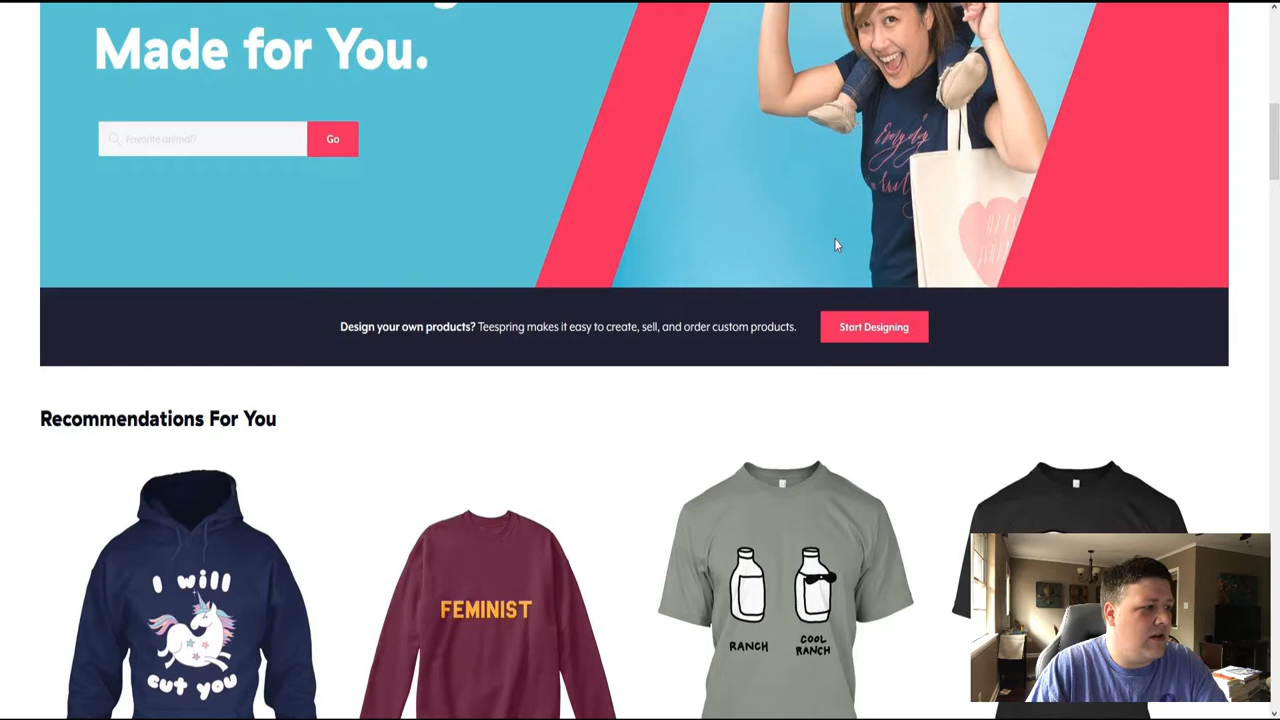 Made for You.
Favorite animal?
Go
Everyday
Design your own products? Teespring makes it easy to create, sell, and order custom products.
Start Designing
Recommendations For You
I will
cut you
FEMINIST
RANCH
COOL
RANCH